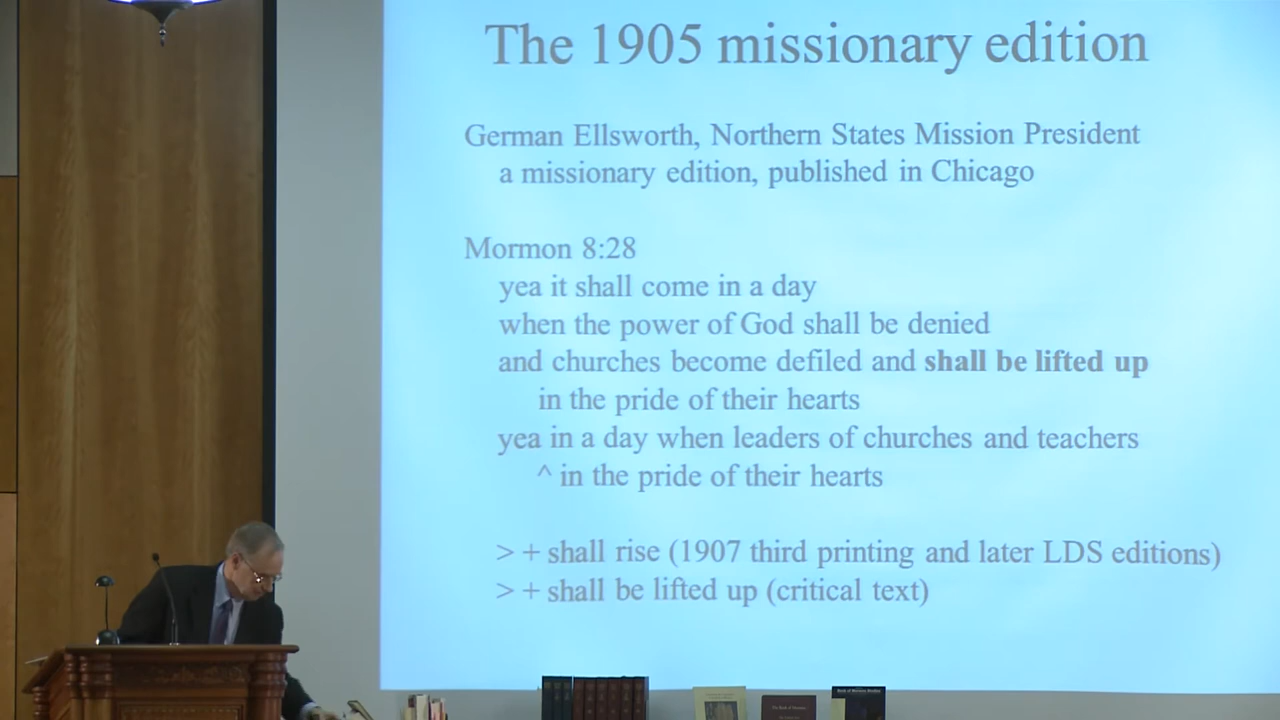 The 1905 missionary edition
German Ellsworth, Northern States Mission President
a missionary edition, published in Chicago
Mormon 8:28
yea it shall come in a day
when the power of God shall be denied
and churches become defiled and shall be lifted up
in the pride of their hearts
yea in a day when leaders of churches and teachers
^ in the pride of their hearts
> + shall rise (1907 third printing and later LDS editions)
> + shall be lifted up (critical text)